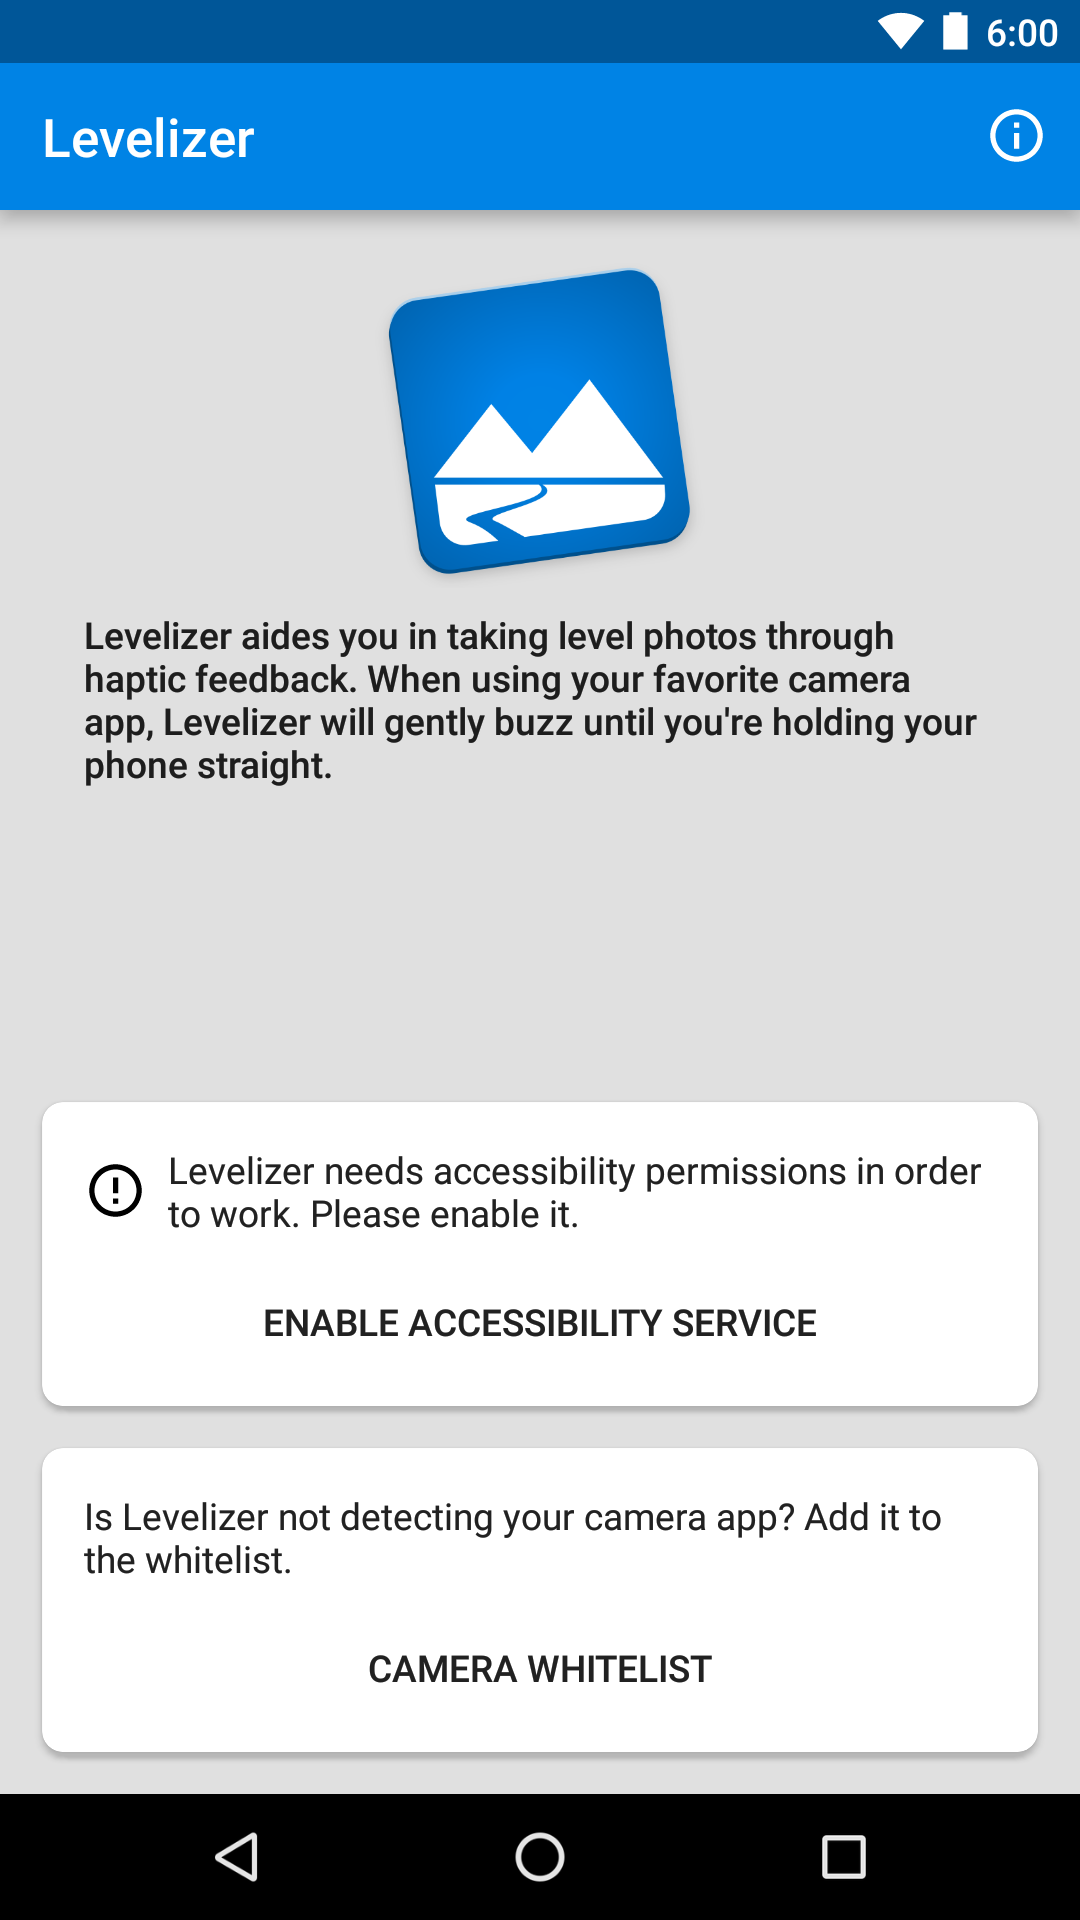 6:00
Levelizer
Levelizer aides you in taking level photos through
haptic feedback. When using your favorite camera
app, Levelizer will gently buzz until you're holding your
phone straight.
Levelizer needs accessibility permissions in order
to work. Please enable it.
ENABLE ACCESSIBILITY SERVICE
Is Levelizer not detecting your camera app? Add it to
the whitelist.
CAMERA WHITELIST